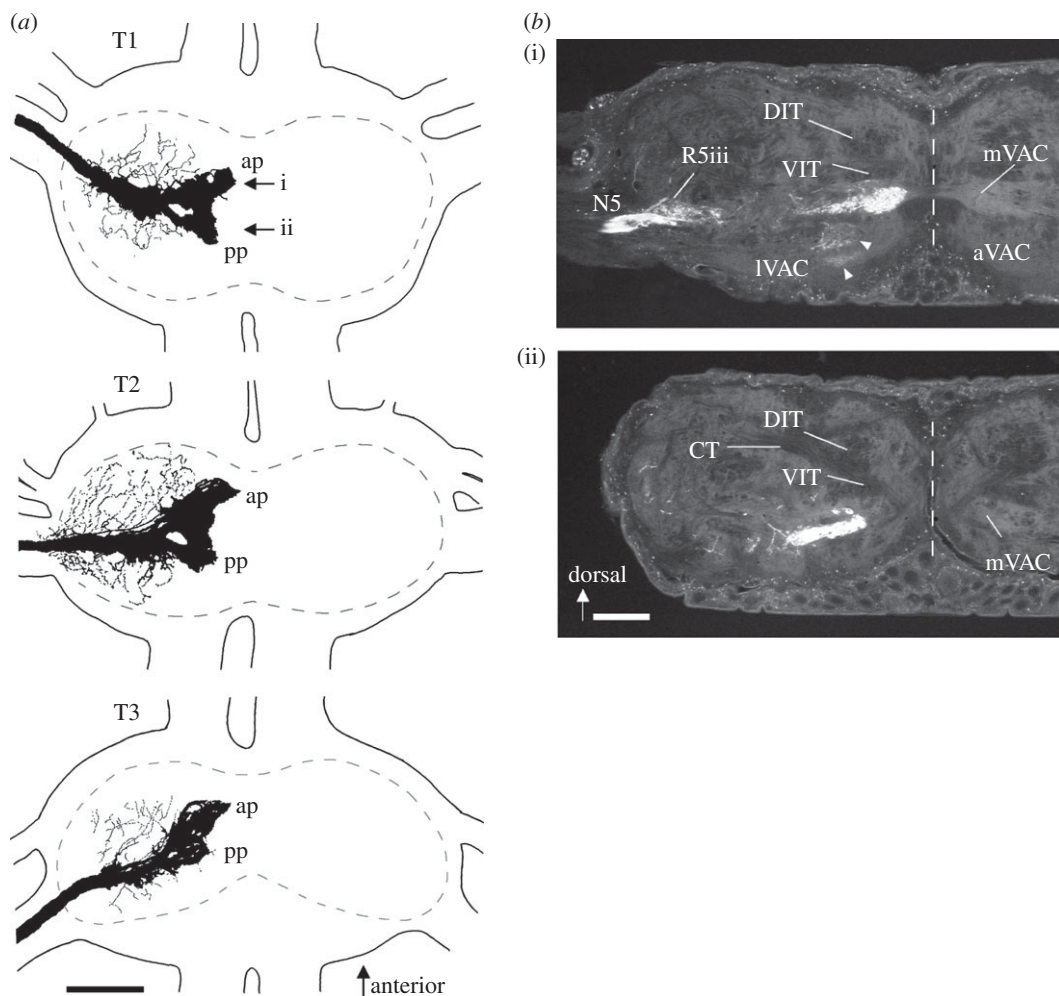 (a)
T1
ap
i
ii
pp
T2
ap
pp
T3
ap
pp
anterior
(b)
(i)
DIT
R5iii
VIT
mVAC
N5
lVAC
aVAC
(ii)
DIT
CT
VIT
mVAC
dorsal